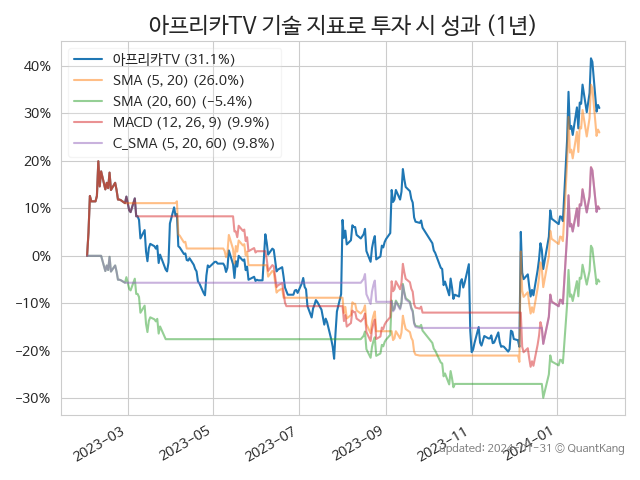 아프리카TV 기술 지표로 투자 시 성과 (1년)
아프리카TV (31.1%)
SMA (5, 20) (26.0%)
SMA (20, 60) (−5.4%)
MACD (12, 26, 9) (9.9%)
C_SMA (5, 20, 60) (9.8%)
40%
30%
20%
10%
0%
−10%
−20%
−30%
2023-03
2023-05
2023-07
2023-09
2023-11
2024-01
updated: 2024-01-31 © QuantKang